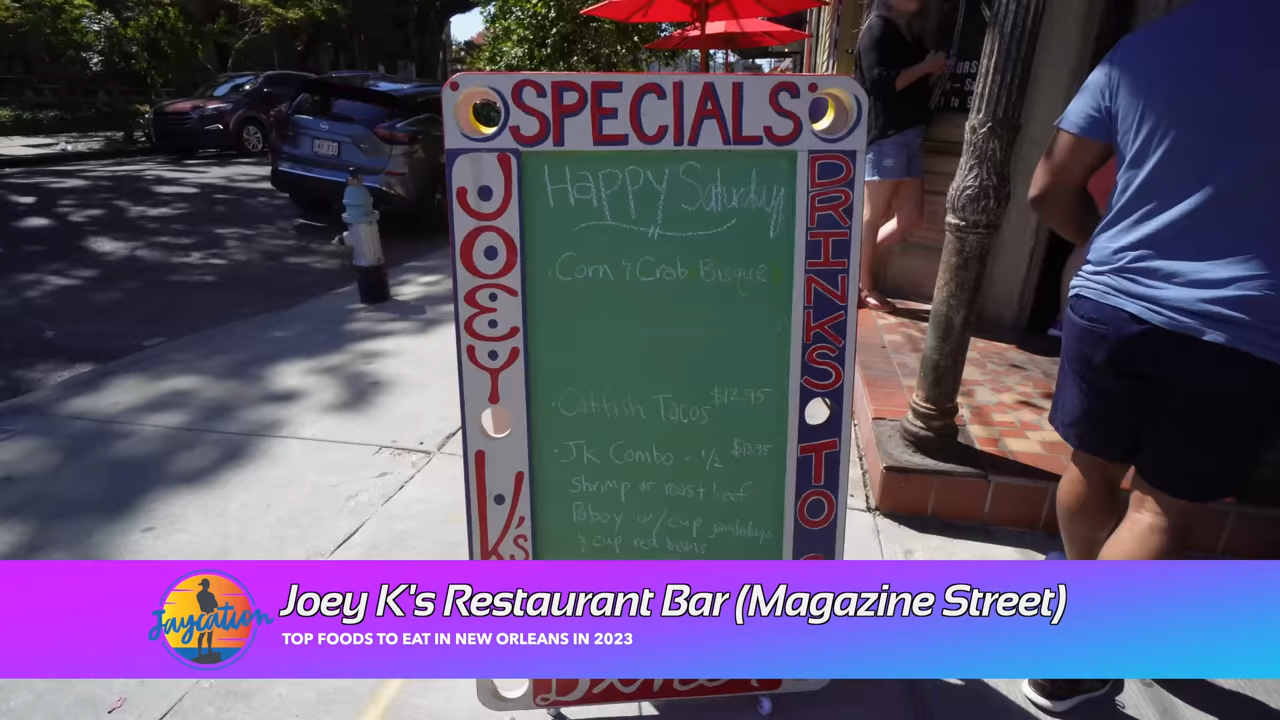 SPECIALS
JOEY K's
HAPPY Saturday
· Corn & Crab Bisque
· Catfish Tacos $12.95
· JK Combo - 1/2 $13.95
Shrimp or roast beef
Poboy w/cup jambalaya
& cup red beans
DRINKS TO
Jaycation
Joey K's Restaurant Bar (Magazine Street)
TOP FOODS TO EAT IN NEW ORLEANS IN 2023